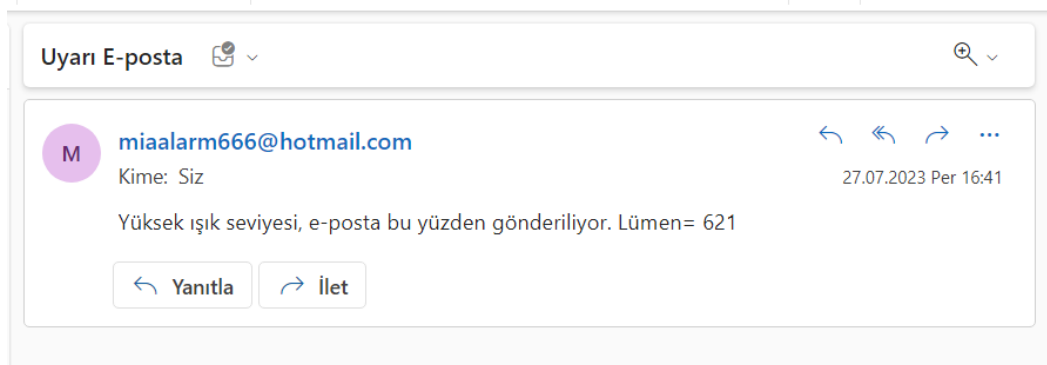 Uyarı E-posta
M
miaalarm666@hotmail.com
Kime: Siz
27.07.2023 Per 16:41
Yüksek ışık seviyesi, e-posta bu yüzden gönderiliyor. Lümen= 621
Yanıtla
İlet